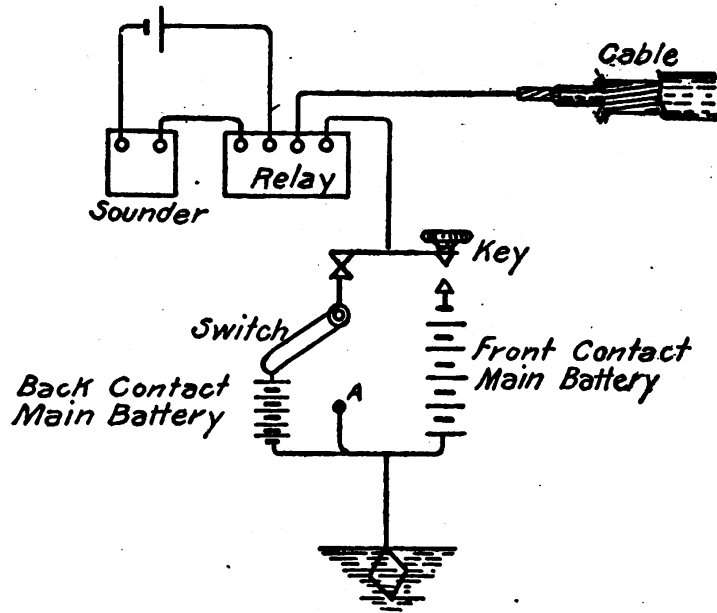 Cable
Relay
Sounder
Key
Switch
Front Contact
Main Battery
Back Contact
Main Battery
A